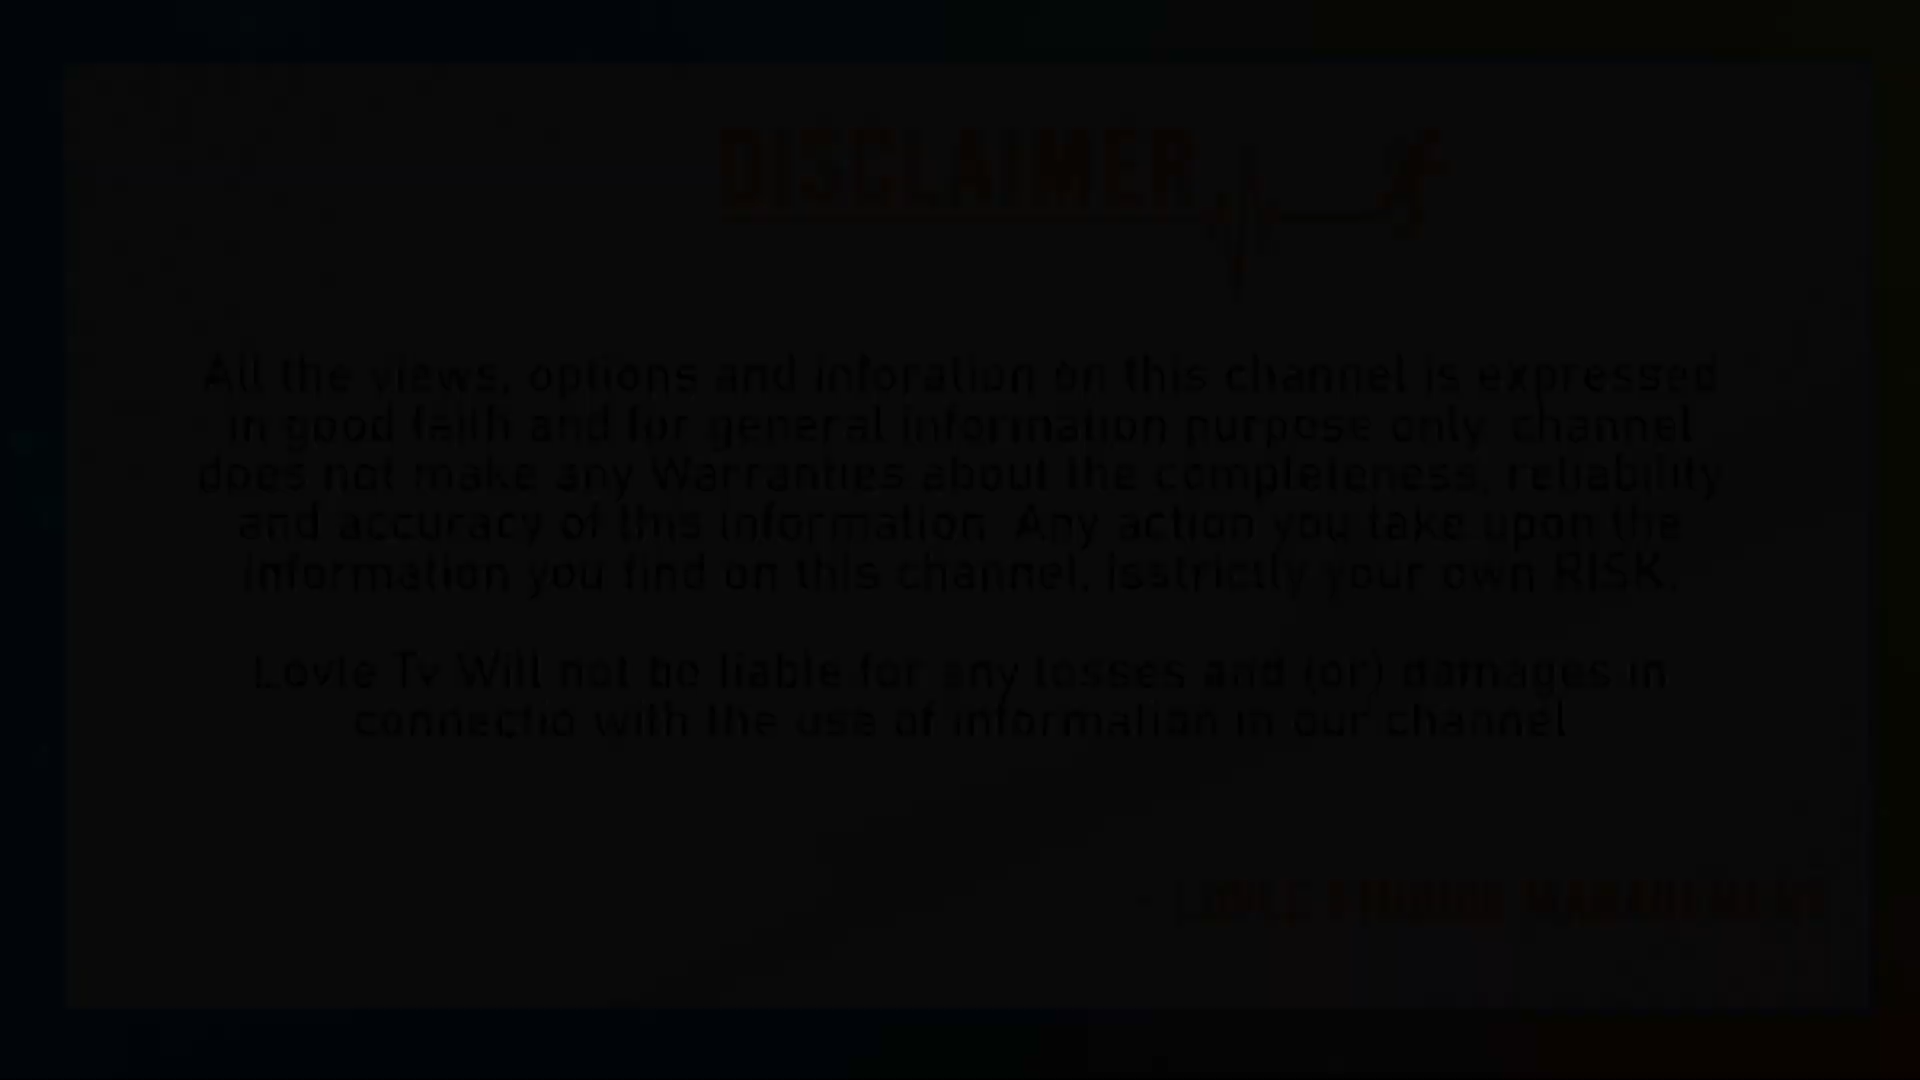 DISCLAIMER
All the views, options and inforation on this channel is expressed
in good faith and for general information purpose only, channel
does not make any Warranties about the completeness, reliability
and accuracy of this information. Any action you take upon the
information you find on this channel, isstrictly your own RISK.
Lovle Tv Will not be liable for any losses and (or) damages in
connectio with the use of information in our channel
MANAGEMENT